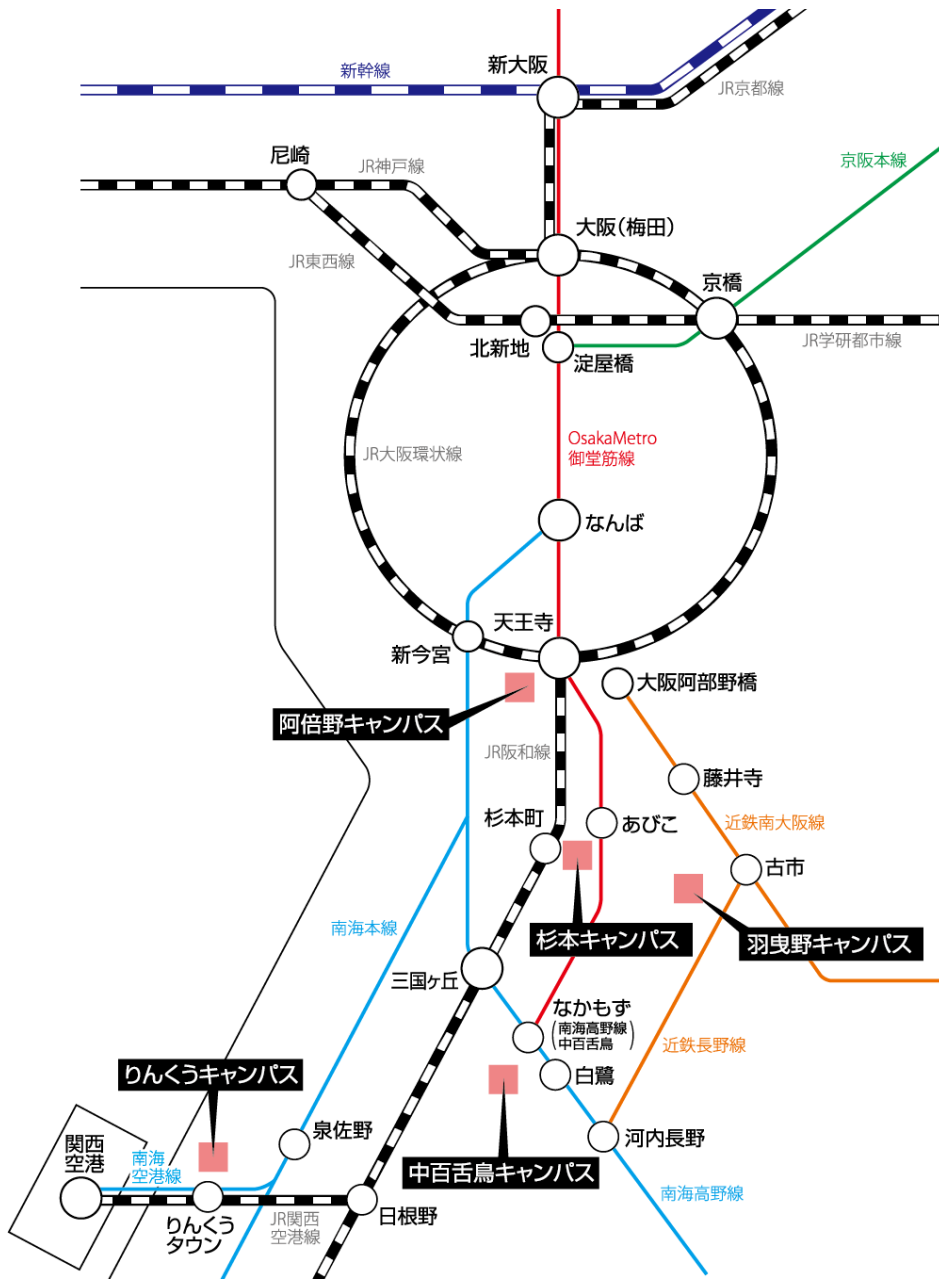 新幹線
新大阪
JR京都線
尼崎
JR神戸線
京阪本線
大阪(梅田)
JR東西線
京橋
北新地
淀屋橋
JR学研都市線
OsakaMetro
御堂筋線
JR大阪環状線
なんば
天王寺
新今宮
大阪阿部野橋
阿倍野キャンパス
JR阪和線
藤井寺
杉本町
あびこ
近鉄南大阪線
古市
南海本線
杉本キャンパス
羽曳野キャンパス
三国ヶ丘
なかもず
(南海高野線
中百舌鳥)
近鉄長野線
りんくうキャンパス
白鷺
泉佐野
河内長野
関西
空港
南海
空港線
中百舌鳥キャンパス
南海高野線
りんくう
タウン
JR関西
空港線
日根野